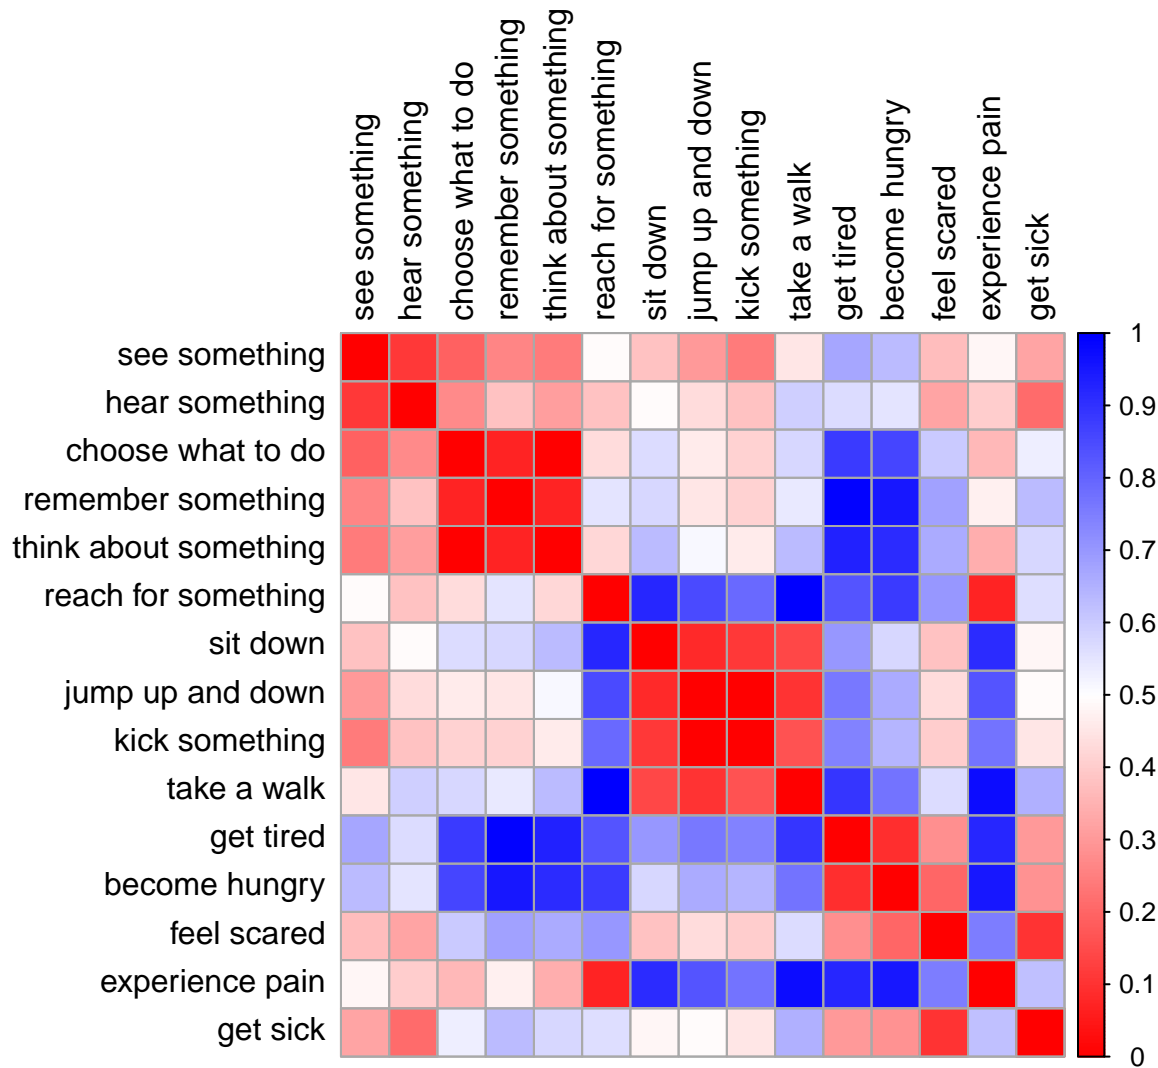 see something
hear something
choose what to do
remember something
think about something
reach for something
sit down
jump up and down
kick something
take a walk
get tired
become hungry
feel scared
experience pain
get sick
see something
hear something
choose what to do
remember something
think about something
reach for something
sit down
jump up and down
kick something
take a walk
get tired
become hungry
feel scared
experience pain
get sick
1
0.9
0.8
0.7
0.6
0.5
0.4
0.3
0.2
0.1
0